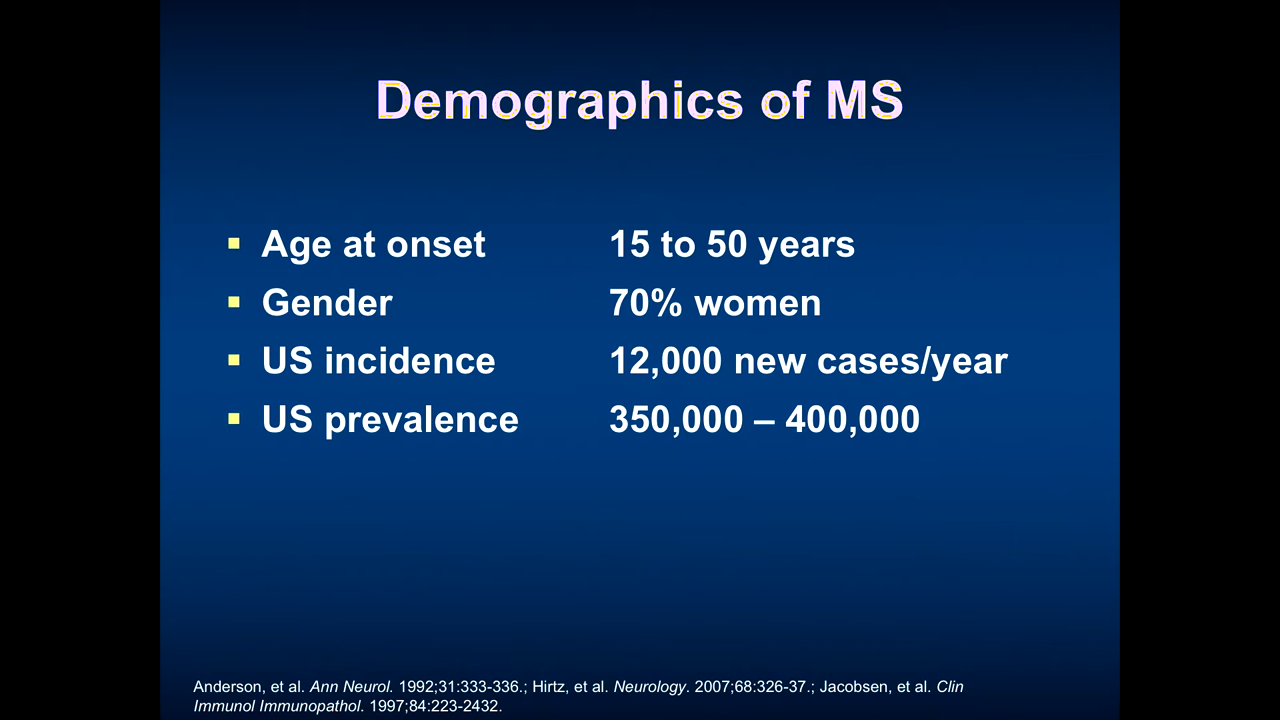 Demographics of MS
▪ Age at onset 15 to 50 years
▪ Gender 70% women
▪ US incidence 12,000 new cases/year
▪ US prevalence 350,000 – 400,000
Anderson, et al. Ann Neurol. 1992;31:333-336.; Hirtz, et al. Neurology. 2007;68:326-37.; Jacobsen, et al. Clin
Immunol Immunopathol. 1997;84:223-2432.